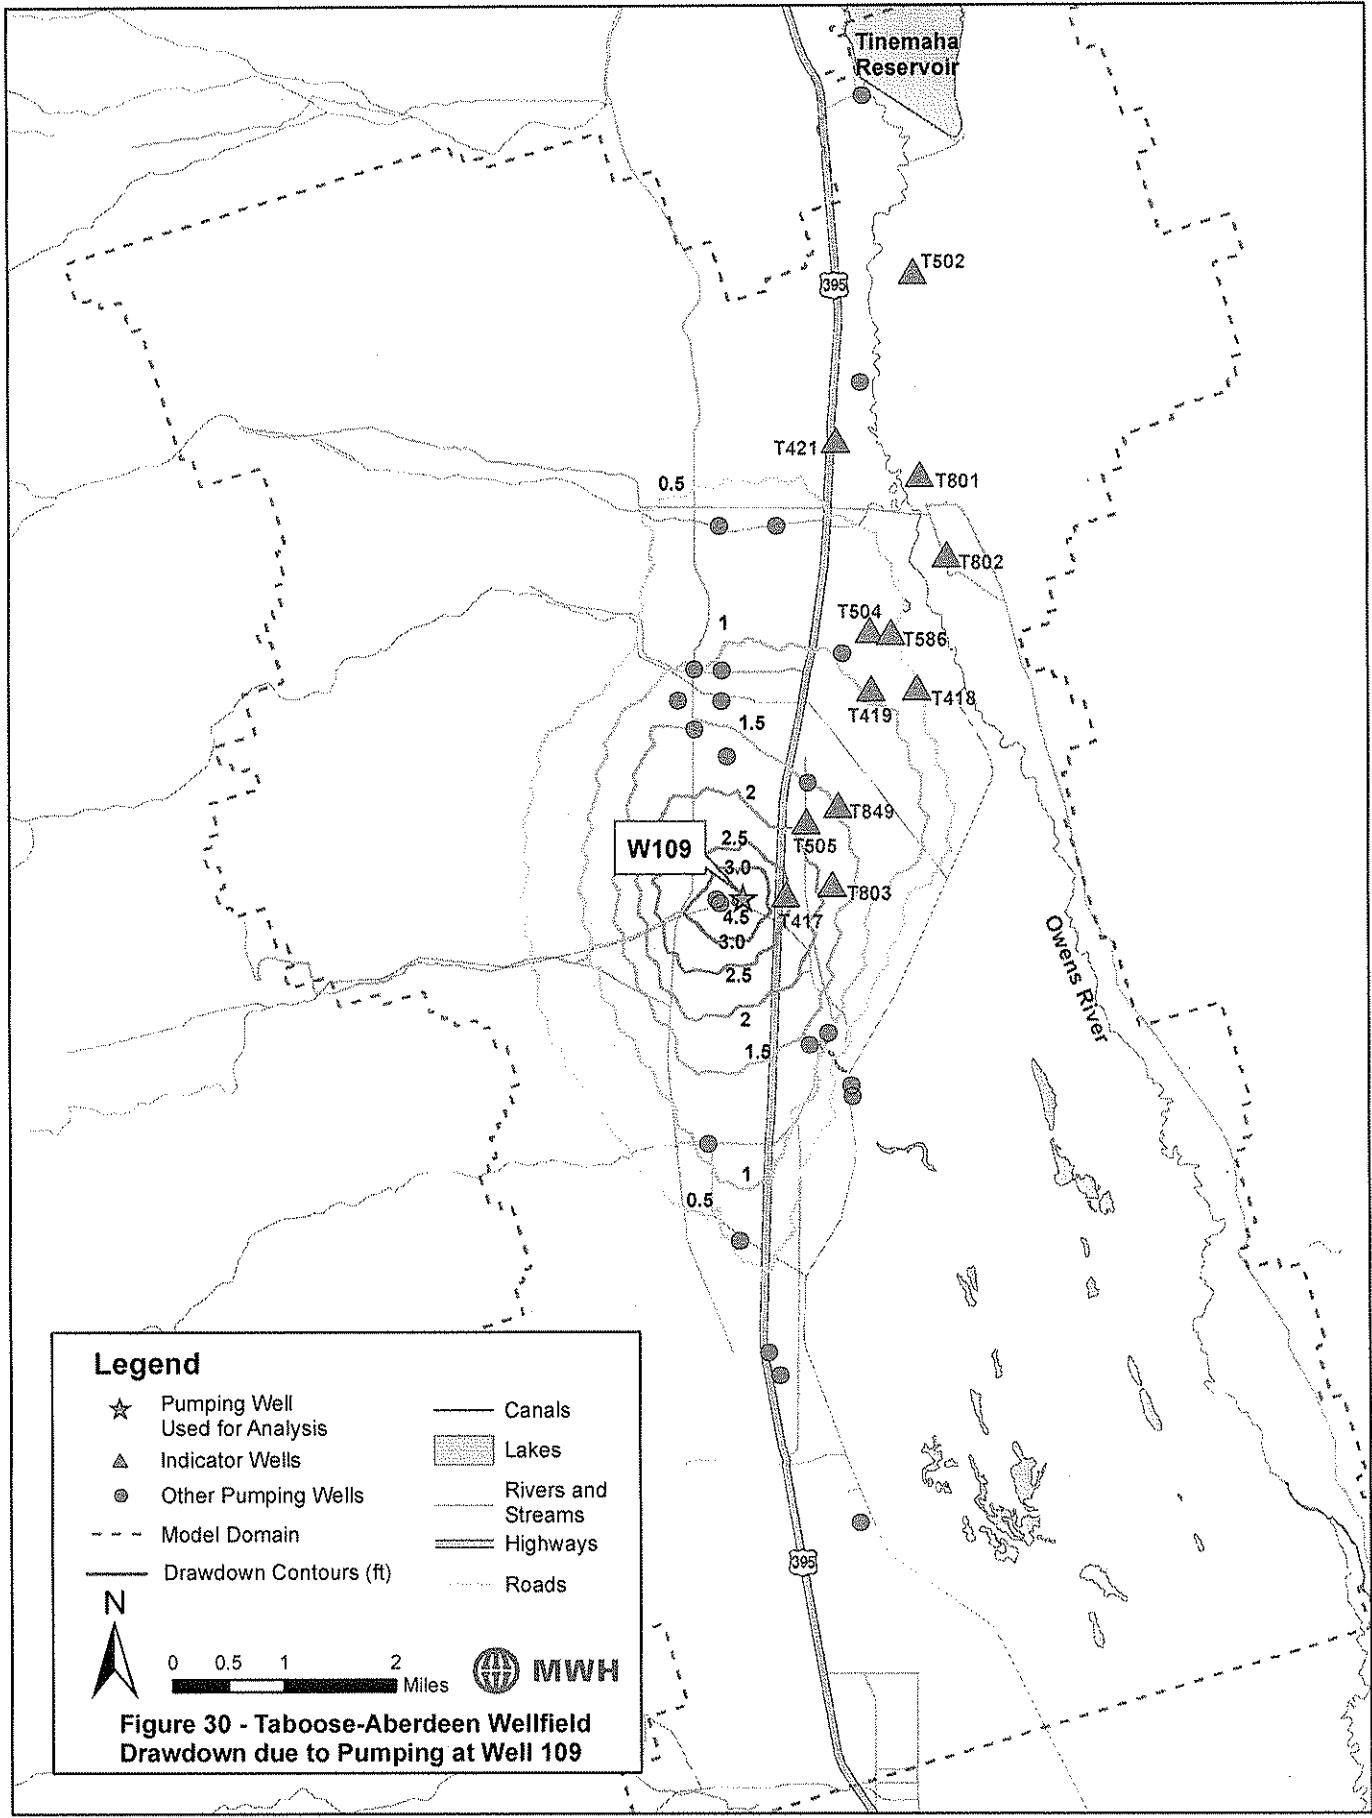 Tinemaha
Reservoir
T502
395
T421
T801
0.5
T802
T504
1
T586
T419
T418
1.5
2
T849
2.5
T505
W109
3.0
T803
4.5
T417
3.0
2.5
Owens River
2
1.5
1
0.5
Legend
Pumping Well
Used for Analysis
Indicator Wells
Other Pumping Wells
Model Domain
Drawdown Contours (ft)
Canals
Lakes
Rivers and
Streams
Highways
Roads
395
N
0 0.5 1 2
Miles
MWH
Figure 30 - Taboose-Aberdeen Wellfield
Drawdown due to Pumping at Well 109